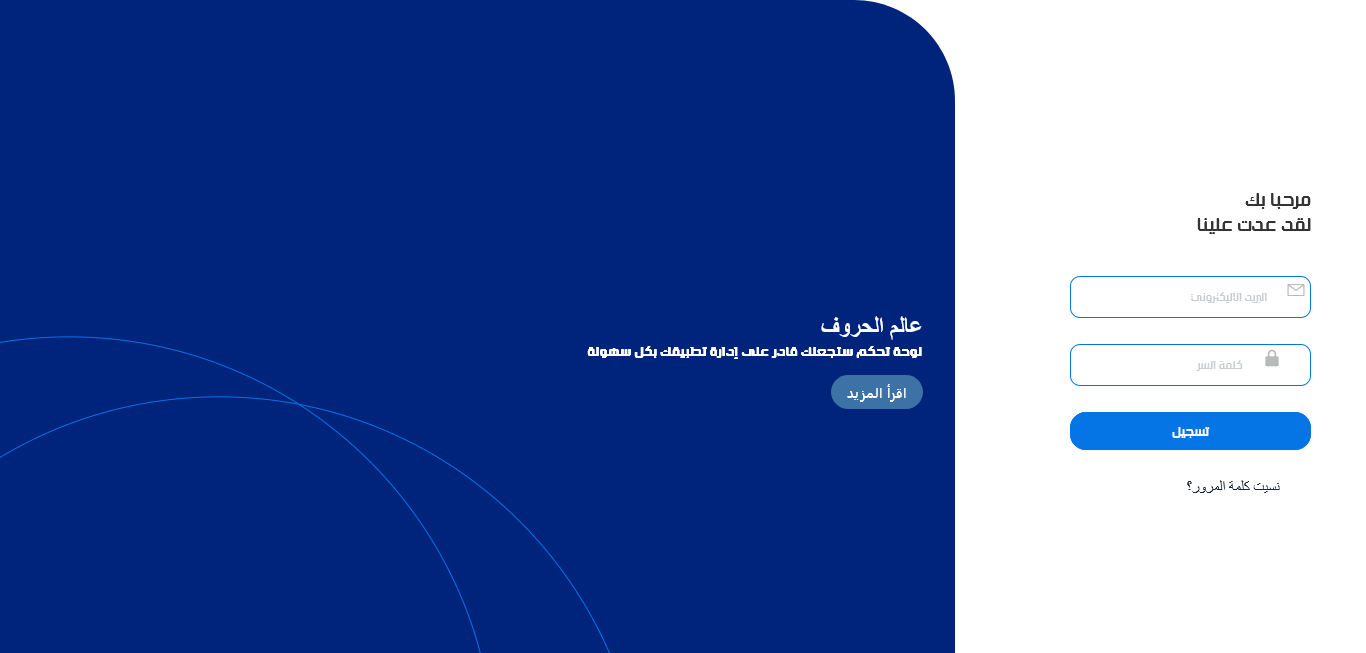 مرحبا بك
لقد عدت علينا
البريد الاليكترونى
كلمة السر
تسجيل
نسيت كلمة المرور؟
عالم الحروف
لوحة تحكم ستجعلك قادر على إدارة تطبيقك بكل سهولة
اقرأ المزيد